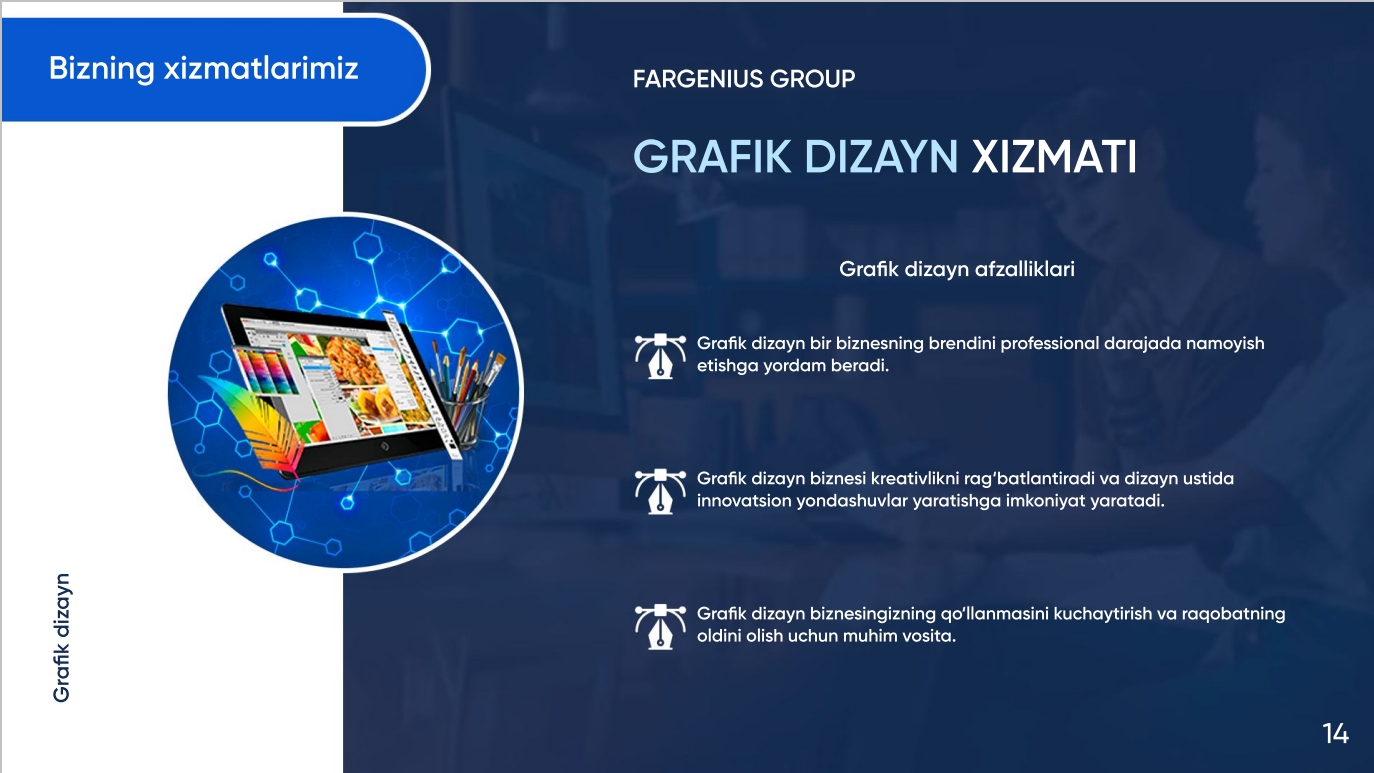 Bizning xizmatlarimiz
FARGENIUS GROUP
GRAFIK DIZAYN XIZMATI
Grafik dizayn afzalliklari
Grafik dizayn bir biznesning brendini professional darajada namoyish
etishga yordam beradi.
Grafik dizayn biznesi kreativlikni rag‘batlantiradi va dizayn ustida
innovatsion yondashuvlar yaratishga imkoniyat yaratadi.
Grafik dizayn biznesingizning qo‘llanmasini kuchaytirish va raqobatning
oldini olish uchun muhim vosita.
Grafik dizayn
14